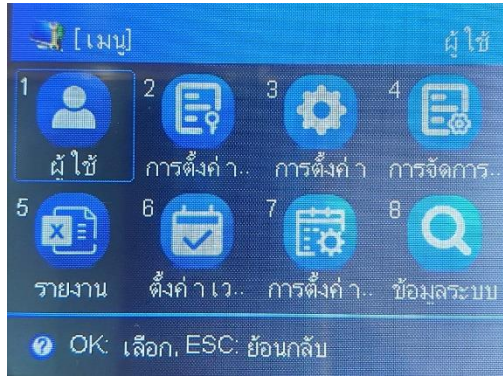 [เมนู] ผู้ใช้
1 2 3 4
ผู้ใช้ การตั้งค่า.. การตั้งค่า การจัดการ..
5 6 7 8
รายงาน ตั้งค่าเว.. การตั้งค่า.. ข้อมูลระบบ
OK: เลือก, ESC: ย้อนกลับ